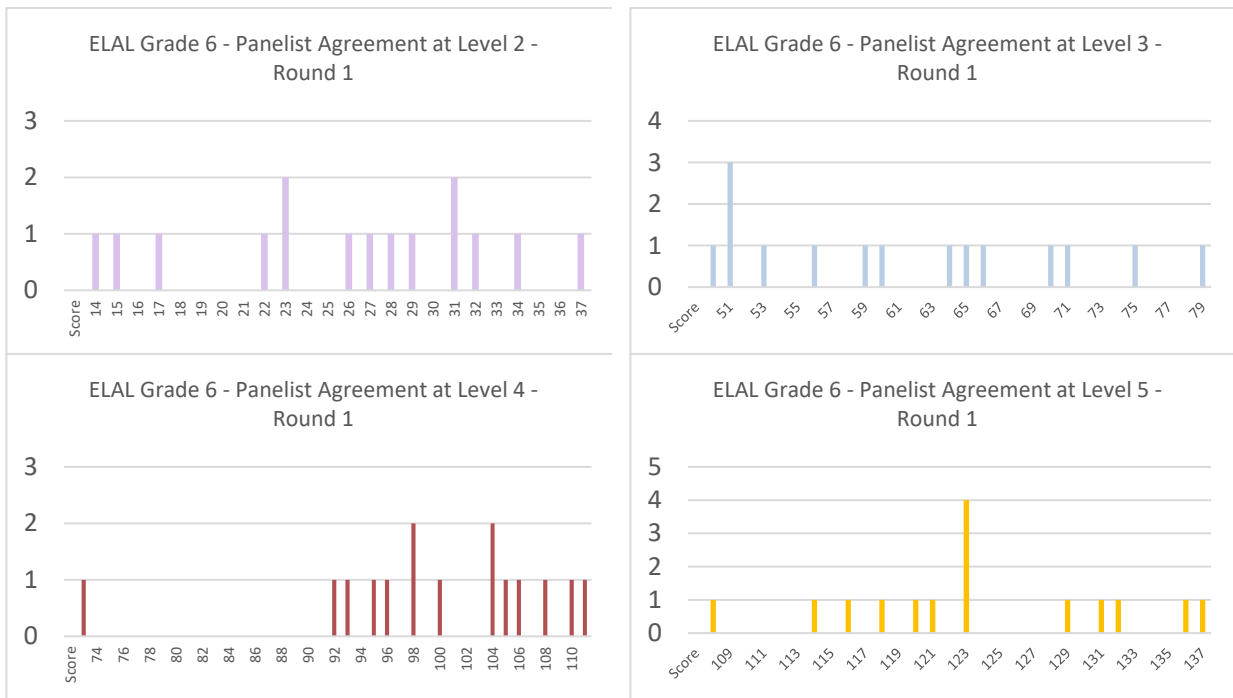 ELAL Grade 6 - Panelist Agreement at Level 2 -
Round 1
3
2
1
0
Score 14 15 16 17 18 19 20 21 22 23 24 25 26 27 28 29 30 31 32 33 34 35 36 37
ELAL Grade 6 - Panelist Agreement at Level 3 -
Round 1
4
3
2
1
0
Score 51 53 55 57 59 61 63 65 67 69 71 73 75 77 79
ELAL Grade 6 - Panelist Agreement at Level 4 -
Round 1
3
2
1
0
Score 74 76 78 80 82 84 86 88 90 92 94 96 98 100 102 104 106 108 110
ELAL Grade 6 - Panelist Agreement at Level 5 -
Round 1
5
4
3
2
1
0
Score 109 111 113 115 117 119 121 123 125 127 129 131 133 135 137